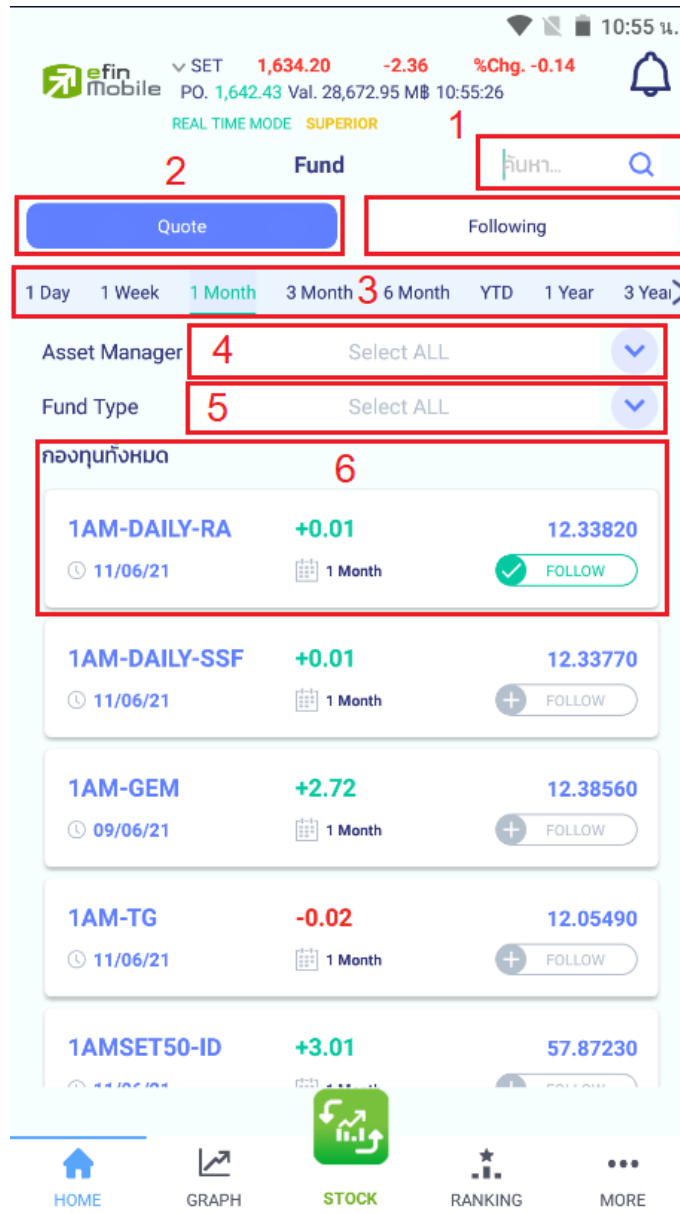 10:55 น.
efin Mobile
SET 1,634.20 -2.36 %Chg. -0.14
PO. 1,642.43 Val. 28,672.95 M฿ 10:55:26
REAL TIME MODE SUPERIOR
1
2 Fund ค้นหา...
Quote Following
1 Day 1 Week 1 Month 3 Month 3 6 Month YTD 1 Year 3 Year
Asset Manager 4 Select ALL
Fund Type 5 Select ALL
กองทุนทั้งหมด 6
1AM-DAILY-RA +0.01 12.33820
11/06/21 1 Month FOLLOW
1AM-DAILY-SSF +0.01 12.33770
11/06/21 1 Month FOLLOW
1AM-GEM +2.72 12.38560
09/06/21 1 Month FOLLOW
1AM-TG -0.02 12.05490
11/06/21 1 Month FOLLOW
1AMSET50-ID +3.01 57.87230
11/06/21 1 Month FOLLOW
HOME GRAPH STOCK RANKING MORE